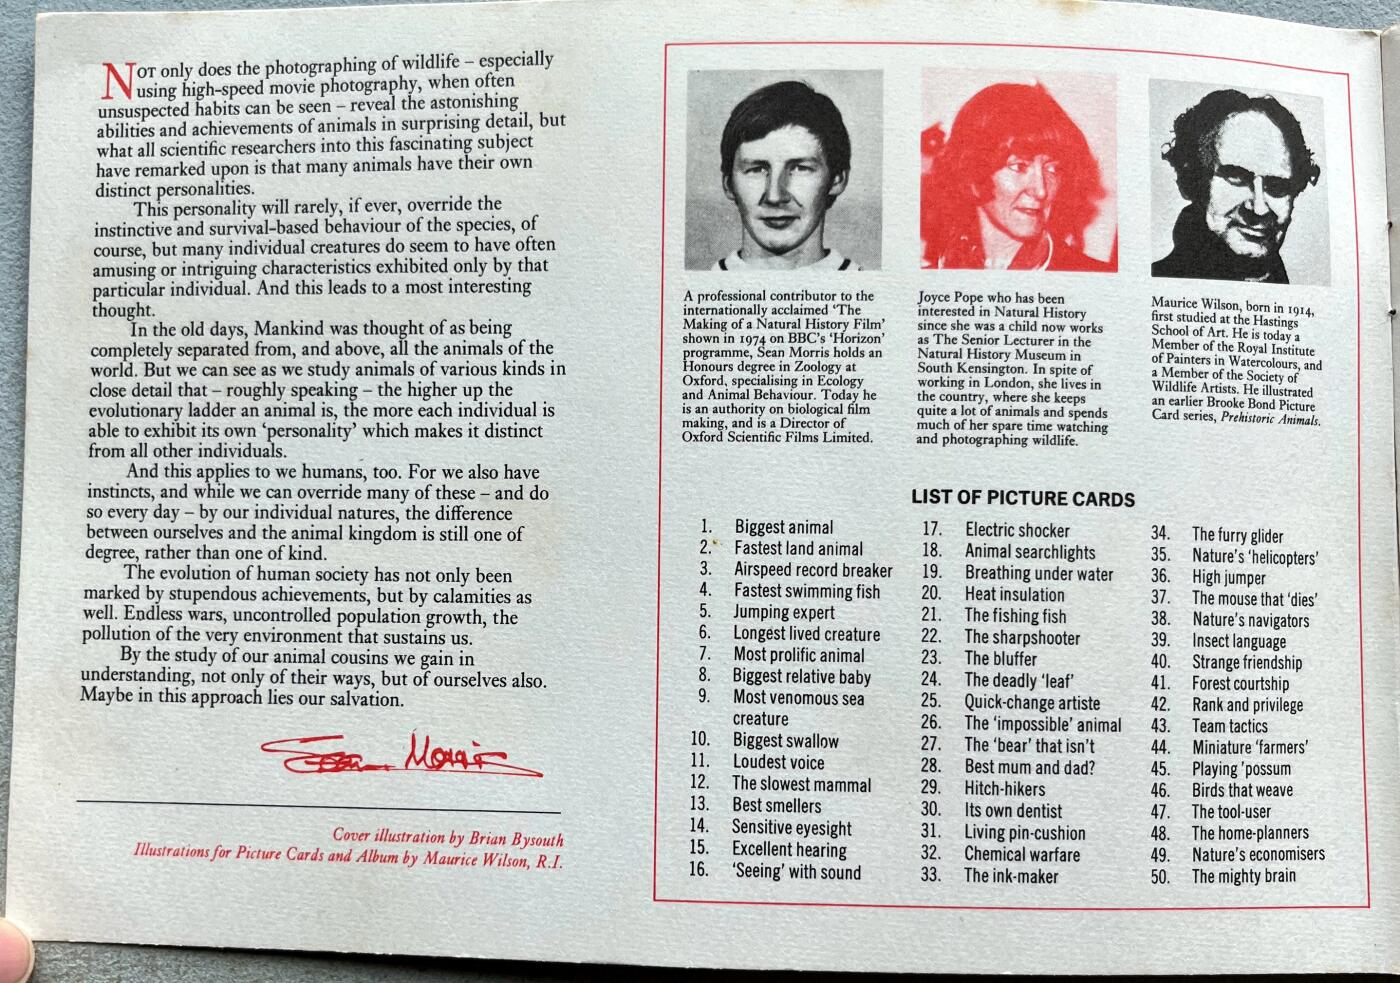 NOT only does the photographing of wildlife – especially
using high-speed movie photography, when often
unsuspected habits can be seen – reveal the astonishing
abilities and achievements of animals in surprising detail, but
what all scientific researchers into this fascinating subject
have remarked upon is that many animals have their own
distinct personalities.
This personality will rarely, if ever, override the
instinctive and survival-based behaviour of the species, of
course, but many individual creatures do seem to have often
amusing or intriguing characteristics exhibited only by that
particular individual. And this leads to a most interesting
thought.
In the old days, Mankind was thought of as being
completely separated from, and above, all the animals of the
world. But we can see as we study animals of various kinds in
close detail that – roughly speaking – the higher up the
evolutionary ladder an animal is, the more each individual is
able to exhibit its own ‘personality’ which makes it distinct
from all other individuals.
And this applies to we humans, too. For we also have
instincts, and while we can override many of these – and do
so every day – by our individual natures, the difference
between ourselves and the animal kingdom is still one of
degree, rather than one of kind.
The evolution of human society has not only been
marked by stupendous achievements, but by calamities as
well. Endless wars, uncontrolled population growth, the
pollution of the very environment that sustains us.
By the study of our animal cousins we gain in
understanding, not only of their ways, but of ourselves also.
Maybe in this approach lies our salvation.
Sean Morris
Cover illustration by Brian Bysouth
Illustrations for Picture Cards and Album by Maurice Wilson, R.I.
A professional contributor to the
internationally acclaimed ‘The
Making of a Natural History Film’
shown in 1974 on BBC’s ‘Horizon’
programme, Sean Morris holds an
Honours degree in Zoology at
Oxford, specialising in Ecology
and Animal Behaviour. Today he
is an authority on biological film
making, and is a Director of
Oxford Scientific Films Limited.
Joyce Pope who has been
interested in Natural History
since she was a child now works
as The Senior Lecturer in the
Natural History Museum in
South Kensington. In spite of
working in London, she lives in
the country, where she keeps
quite a lot of animals and spends
much of her spare time watching
and photographing wildlife.
Maurice Wilson, born in 1914,
first studied at the Hastings
School of Art. He is today a
Member of the Royal Institute
of Painters in Watercolours, and
a Member of the Society of
Wildlife Artists. He illustrated
an earlier Brooke Bond Picture
Card series, Prehistoric Animals.
LIST OF PICTURE CARDS
1. Biggest animal
2. Fastest land animal
3. Airspeed record breaker
4. Fastest swimming fish
5. Jumping expert
6. Longest lived creature
7. Most prolific animal
8. Biggest relative baby
9. Most venomous sea
creature
10. Biggest swallow
11. Loudest voice
12. The slowest mammal
13. Best smellers
14. Sensitive eyesight
15. Excellent hearing
16. ‘Seeing’ with sound
17. Electric shocker
18. Animal searchlights
19. Breathing under water
20. Heat insulation
21. The fishing fish
22. The sharpshooter
23. The bluffer
24. The deadly ‘leaf’
25. Quick-change artiste
26. The ‘impossible’ animal
27. The ‘bear’ that isn’t
28. Best mum and dad?
29. Hitch-hikers
30. Its own dentist
31. Living pin-cushion
32. Chemical warfare
33. The ink-maker
34. The furry glider
35. Nature’s ‘helicopters’
36. High jumper
37. The mouse that ‘dies’
38. Nature’s navigators
39. Insect language
40. Strange friendship
41. Forest courtship
42. Rank and privilege
43. Team tactics
44. Miniature ‘farmers’
45. Playing ’possum
46. Birds that weave
47. The tool-user
48. The home-planners
49. Nature’s economisers
50. The mighty brain